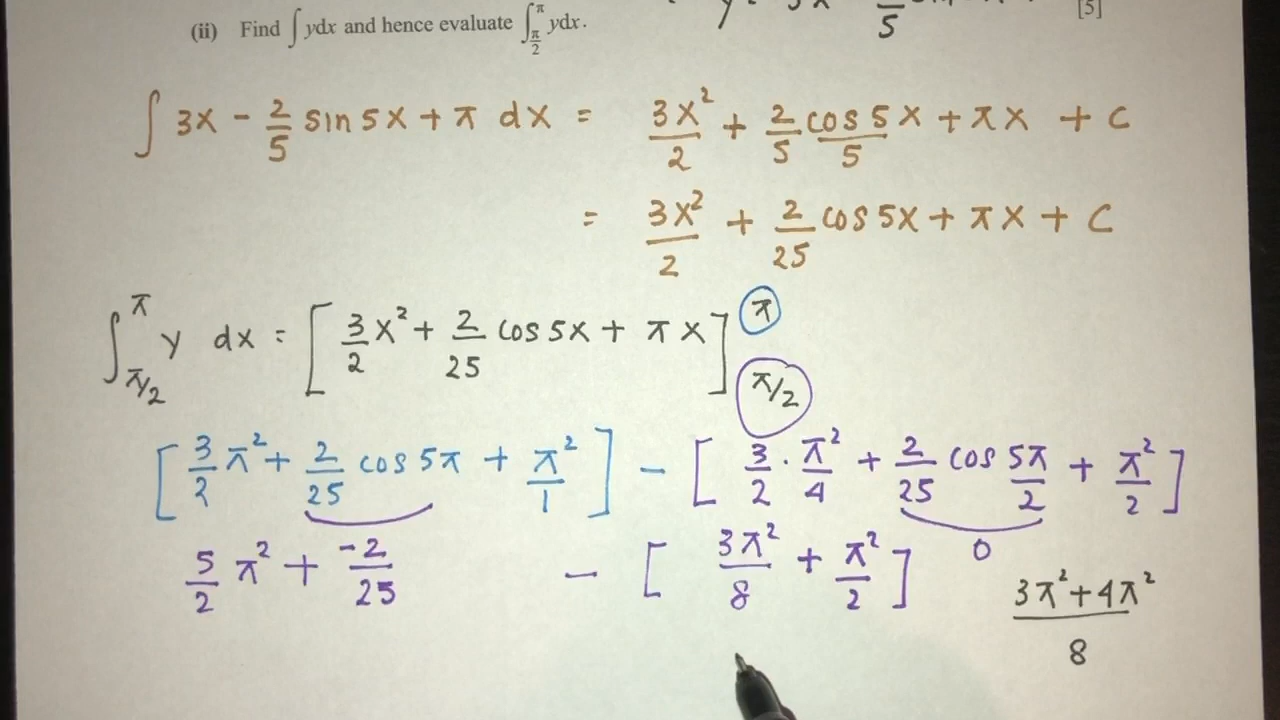 y 3x
5 [5]
(ii) Find ∫ydx and hence evaluate ∫_{π/2}^{π} ydx.
∫ 3x - 2/5 sin 5x + π dx = 3x²/2 + 2/5 cos 5x/5 + πx + c
= 3x²/2 + 2/25 cos 5x + πx + c
∫_{π/2}^{π} y dx = [ 3/2 x² + 2/25 cos 5x + πx ]_{π/2}^{π}
[ 3/2 π² + 2/25 cos 5π + π²/1 ] - [ 3/2 · π²/4 + 2/25 cos 5π/2 + π²/2 ]
0
5/2 π² + -2/25 - [ 3π²/8 + π²/2 ]
3π² + 4π²/8